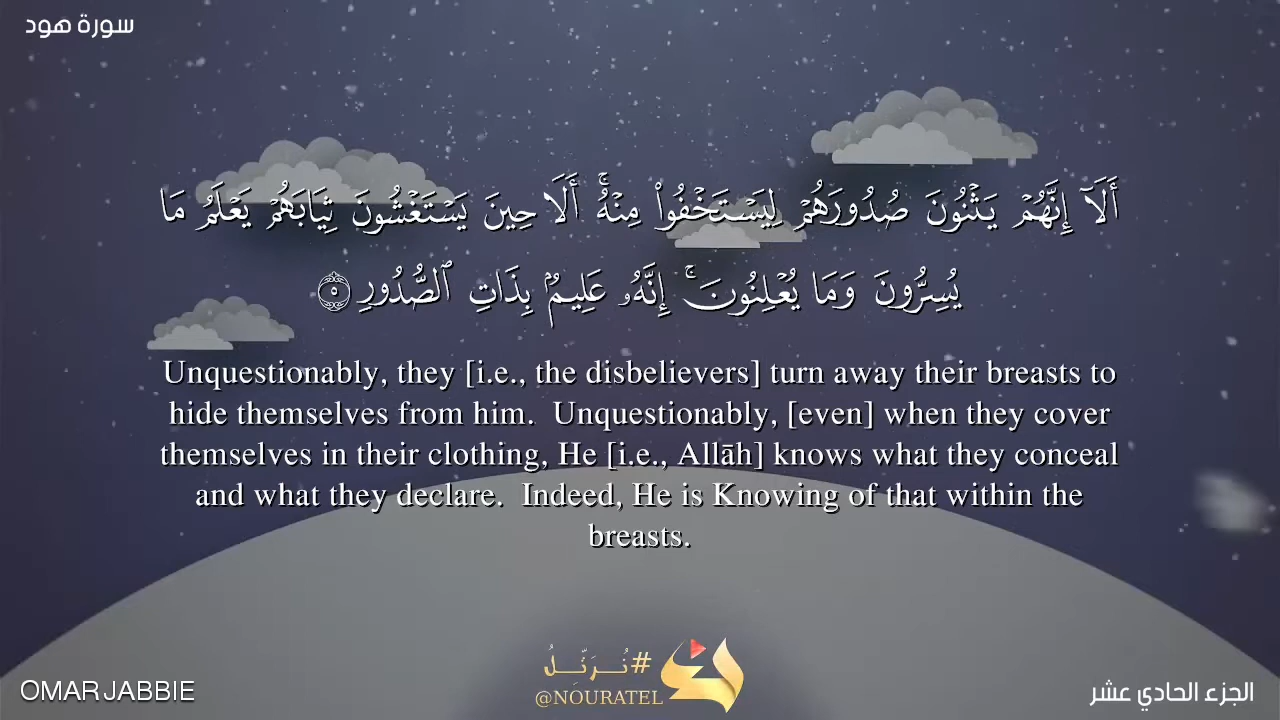 سورة هود
أَلَآ إِنَّهُمْ يَثْنُونَ صُدُورَهُمْ لِيَسْتَخْفُوا۟ مِنْهُ ۚ أَلَا حِينَ يَسْتَغْشُونَ ثِيَابَهُمْ يَعْلَمُ مَا
يُسِرُّونَ وَمَا يُعْلِنُونَ ۚ إِنَّهُۥ عَلِيمٌۢ بِذَاتِ ٱلصُّدُورِ ٥
Unquestionably, they [i.e., the disbelievers] turn away their breasts to
hide themselves from him.  Unquestionably, [even] when they cover
themselves in their clothing, He [i.e., Allāh] knows what they conceal
and what they declare.  Indeed, He is Knowing of that within the
breasts.
#نُرَتِّلُ
@NOURATEL
OMAR JABBIE
الجزء الحادي عشر